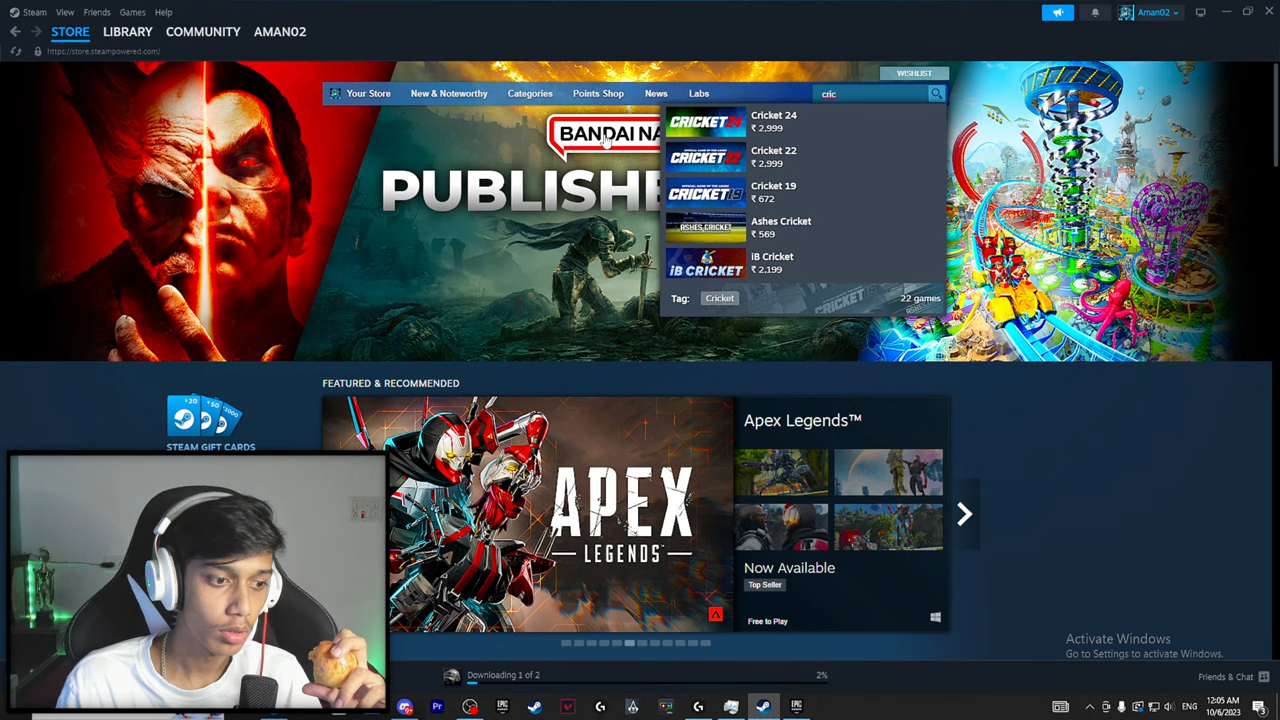 Steam View Friends Games Help
Aman02
STORE LIBRARY COMMUNITY AMAN02
https://store.steampowered.com/
WISHLIST
Your Store New & Noteworthy Categories Points Shop News Labs cric
CRICKET 24
Cricket 24
₹ 2,999
CRICKET 22
Cricket 22
₹ 2,999
CRICKET 19
Cricket 19
₹ 672
ASHES CRICKET
Ashes Cricket
₹ 569
iB CRICKET
iB Cricket
₹ 2,199
Tag: Cricket 22 games
BANDAI NA
PUBLISHE
FEATURED & RECOMMENDED
STEAM GIFT CARDS
APEX
LEGENDS
Apex Legends™
Now Available
Top Seller
Free to Play
Activate Windows
Go to Settings to activate Windows.
Downloading 1 of 2 2%
Friends & Chat
ENG
12:05 AM
10/6/2023